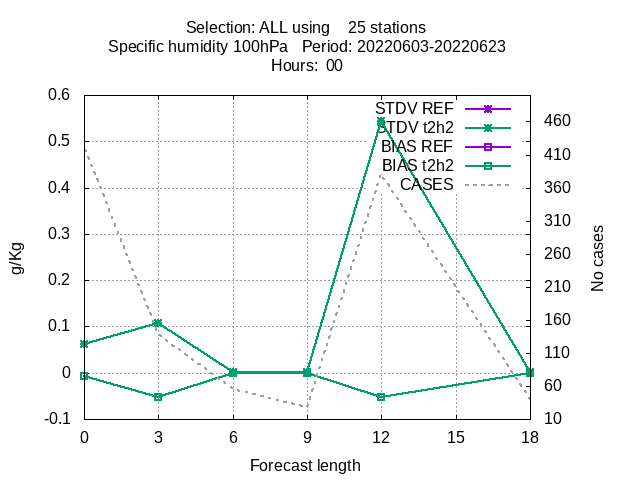 Selection: ALL using 25 stations
Specific humidity 100hPa Period: 20220603-20220623
Hours: 00
STDV REF
STDV t2h2
BIAS REF
BIAS t2h2
CASES
0.6
0.5
0.4
0.3
0.2
0.1
0
-0.1
g/Kg
460
410
360
310
260
210
160
110
60
10
No cases
0 3 6 9 12 15 18
Forecast length